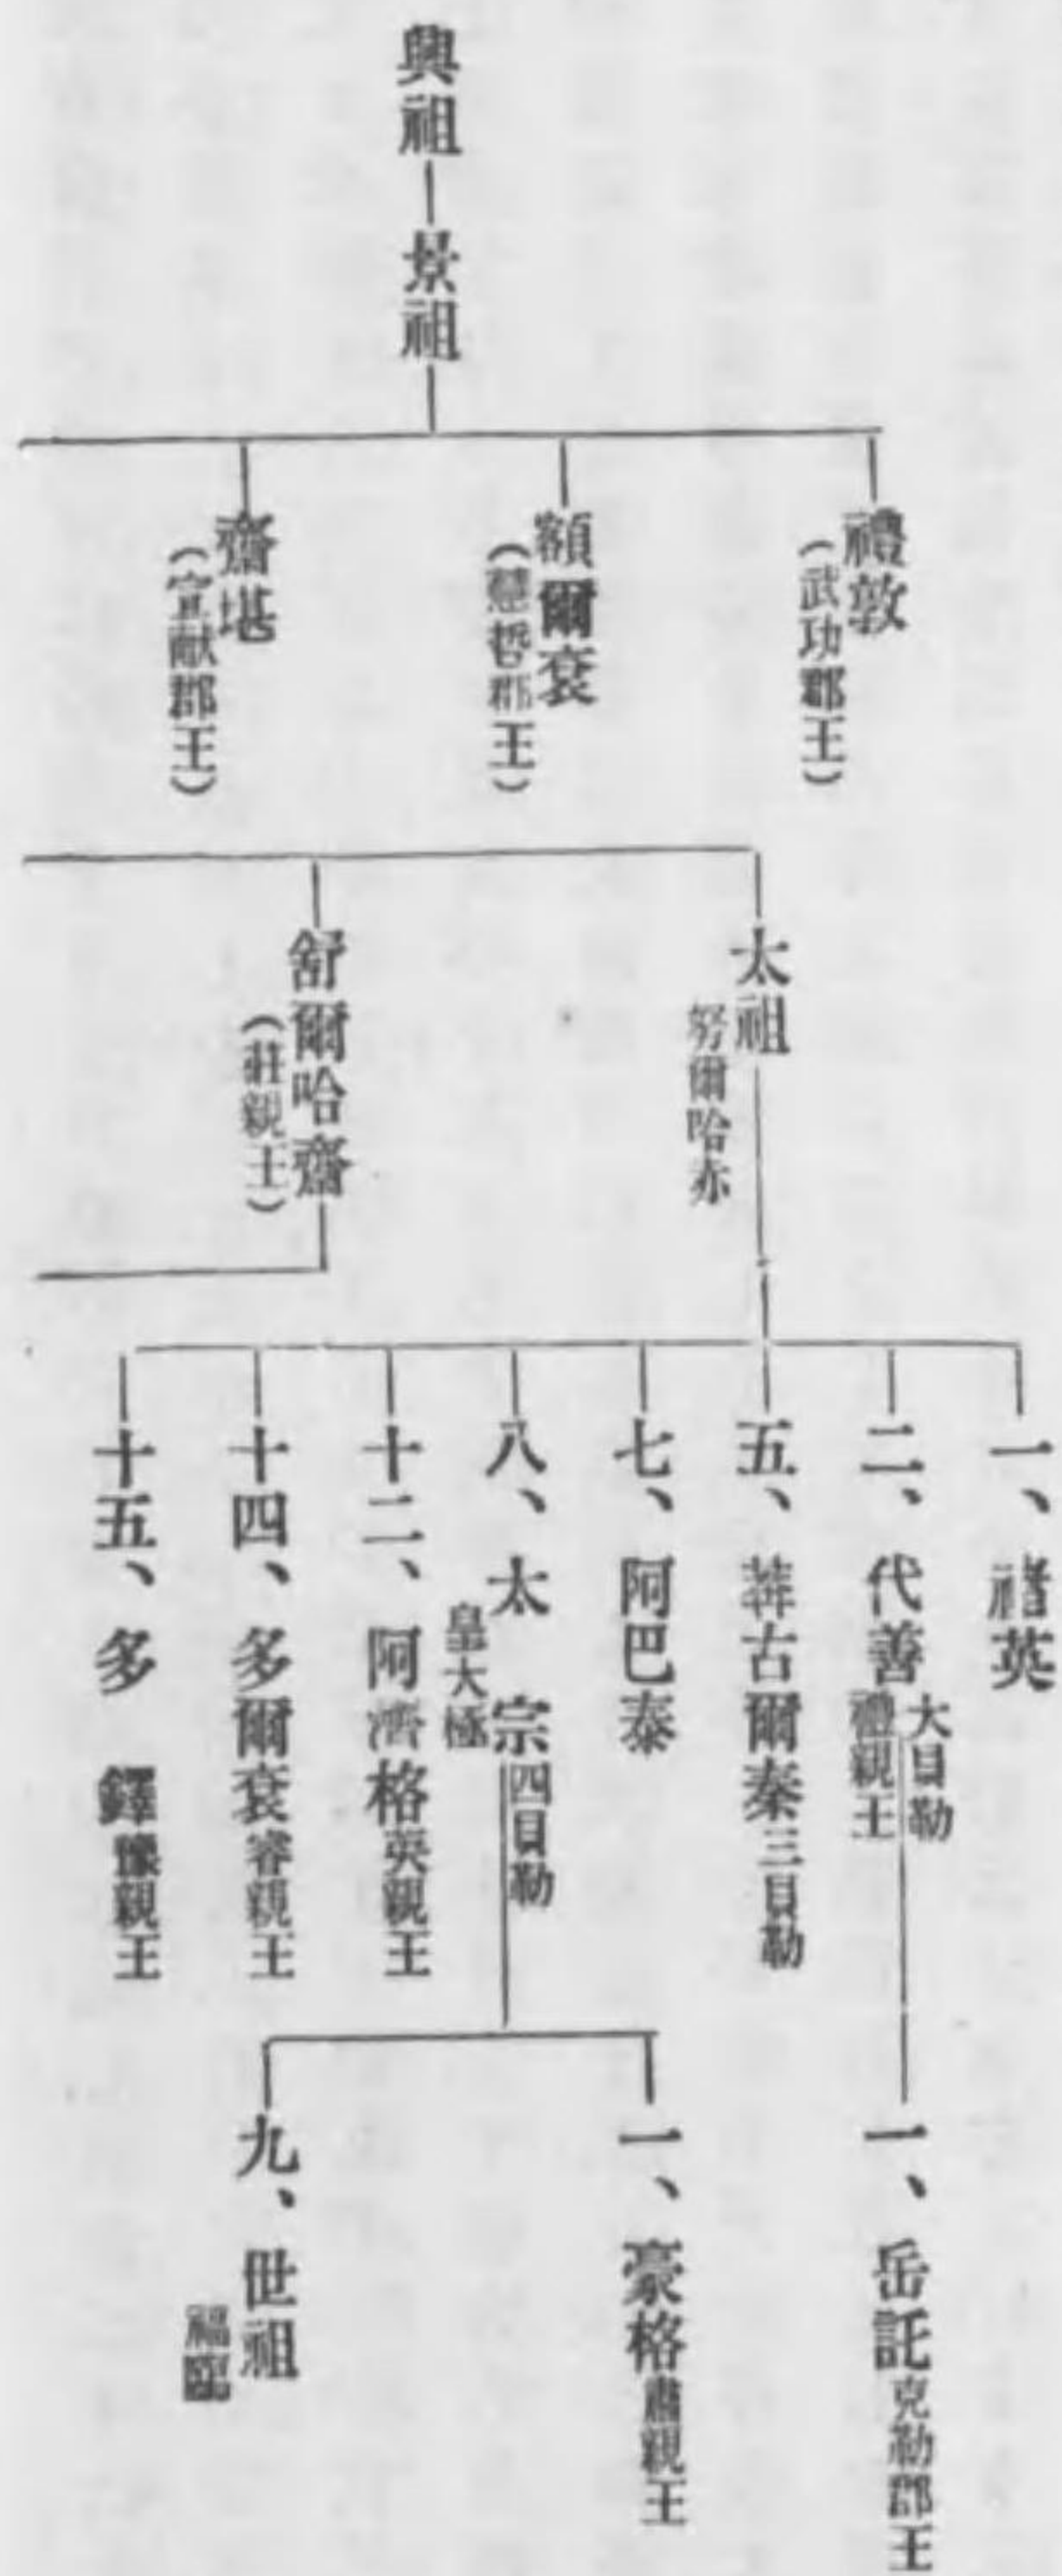 興祖
景祖
禮敦
(武功郡王)
額爾袞
(慧哲郡王)
齋堪
(宣獻郡王)
太祖
努爾哈赤
舒爾哈齋
(莊親王)
一、褚英
二、代善
大貝勒
禮親王
五、莽古爾泰三貝勒
七、阿巴泰
八、太宗四貝勒
皇太極
十二、阿濟格英親王
十四、多爾袞睿親王
十五、多鐸豫親王
一、岳託克勒郡王
一、豪格肅親王
九、世祖
福臨